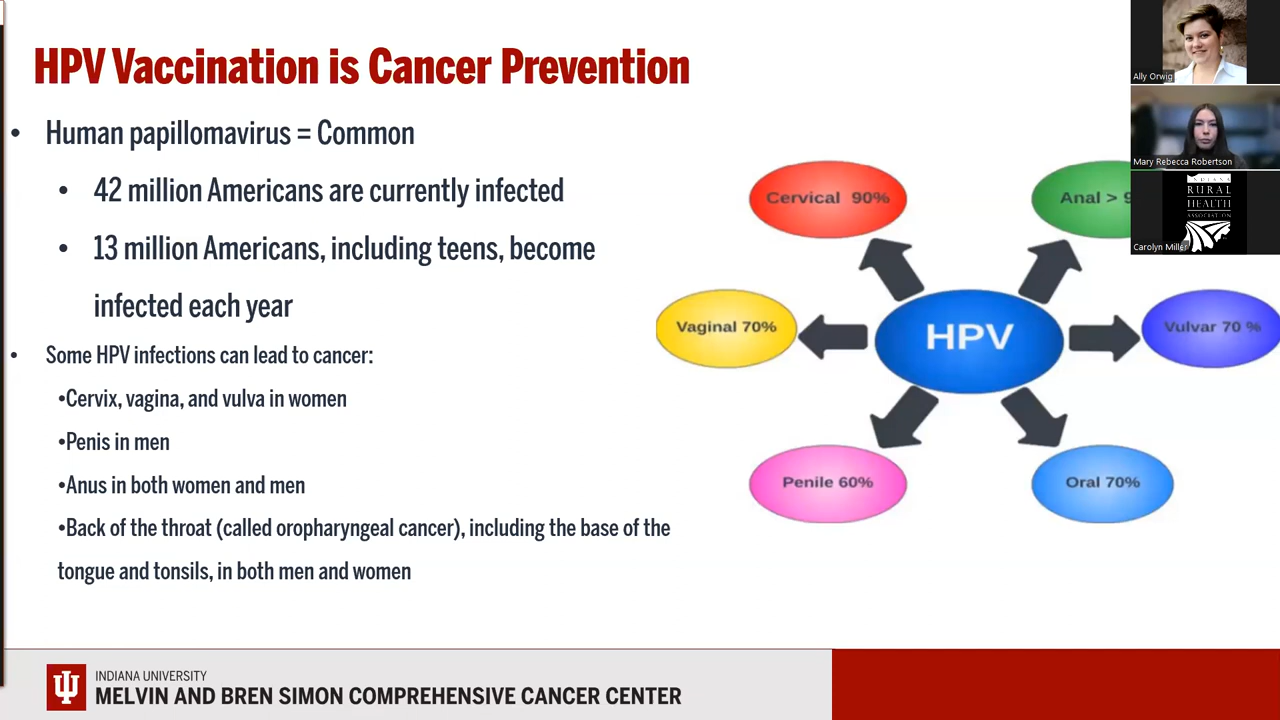 HPV Vaccination is Cancer Prevention
• Human papillomavirus = Common
• 42 million Americans are currently infected
• 13 million Americans, including teens, become
infected each year
• Some HPV infections can lead to cancer:
•Cervix, vagina, and vulva in women
•Penis in men
•Anus in both women and men
•Back of the throat (called oropharyngeal cancer), including the base of the
tongue and tonsils, in both men and women
Cervical 90%
Anal > 9
Vaginal 70%
HPV
Vulvar 70 %
Penile 60%
Oral 70%
Ally Orwig
Mary Rebecca Robertson
INDIANA
RURAL
HEALTH
ASSOCIATION
Carolyn Miller
INDIANA UNIVERSITY
MELVIN AND BREN SIMON COMPREHENSIVE CANCER CENTER